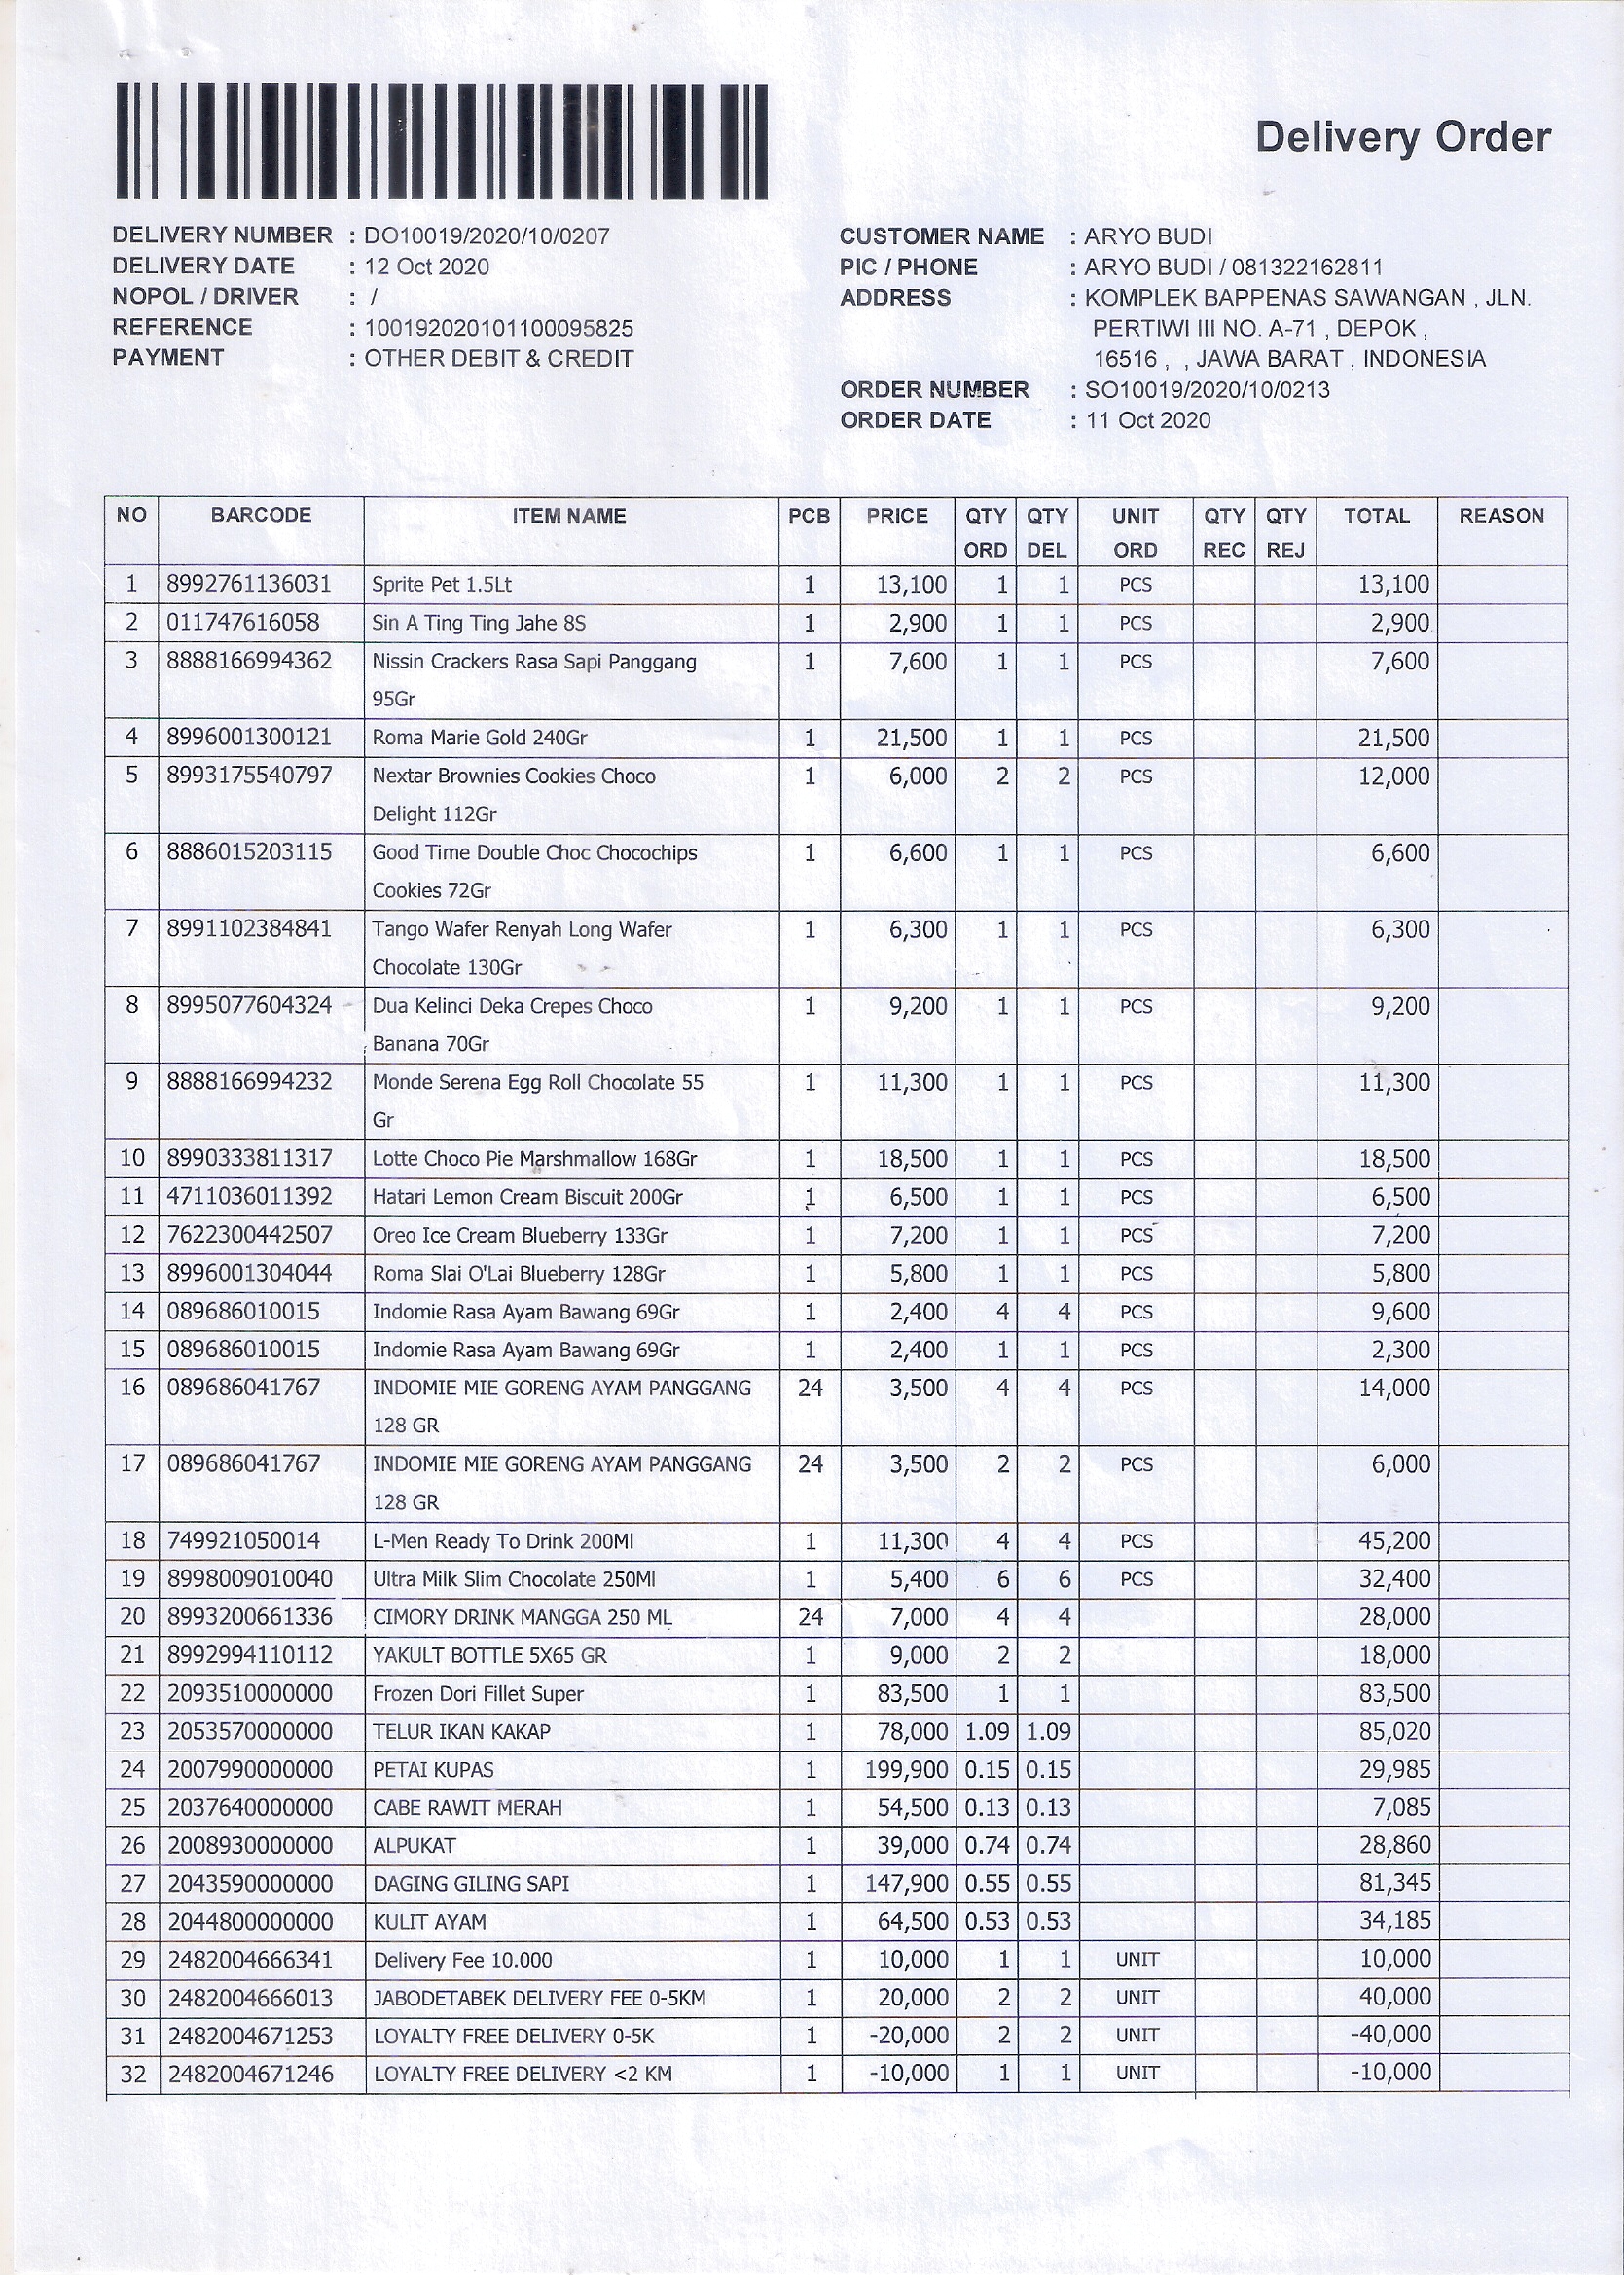 Delivery Order
DELIVERY NUMBER : DO10019/2020/10/0207
DELIVERY DATE : 12 Oct 2020
NOPOL / DRIVER : /
REFERENCE : 100192020101100095825
PAYMENT : OTHER DEBIT & CREDIT
CUSTOMER NAME : ARYO BUDI
PIC / PHONE : ARYO BUDI / 081322162811
ADDRESS : KOMPLEK BAPPENAS SAWANGAN , JLN.
PERTIWI III NO. A-71 , DEPOK ,
16516 , , JAWA BARAT , INDONESIA
ORDER NUMBER : SO10019/2020/10/0213
ORDER DATE : 11 Oct 2020
NO BARCODE ITEM NAME PCB PRICE QTY QTY UNIT QTY QTY TOTAL REASON
ORD DEL ORD REC REJ
1 8992761136031 Sprite Pet 1.5Lt 1 13,100 1 1 PCS 13,100
2 011747616058 Sin A Ting Ting Jahe 8S 1 2,900 1 1 PCS 2,900
3 8888166994362 Nissin Crackers Rasa Sapi Panggang 1 7,600 1 1 PCS 7,600
95Gr
4 8996001300121 Roma Marie Gold 240Gr 1 21,500 1 1 PCS 21,500
5 8993175540797 Nextar Brownies Cookies Choco 1 6,000 2 2 PCS 12,000
Delight 112Gr
6 8886015203115 Good Time Double Choc Chocochips 1 6,600 1 1 PCS 6,600
Cookies 72Gr
7 8991102384841 Tango Wafer Renyah Long Wafer 1 6,300 1 1 PCS 6,300
Chocolate 130Gr
8 8995077604324 Dua Kelinci Deka Crepes Choco 1 9,200 1 1 PCS 9,200
Banana 70Gr
9 8888166994232 Monde Serena Egg Roll Chocolate 55 1 11,300 1 1 PCS 11,300
Gr
10 8990333811317 Lotte Choco Pie Marshmallow 168Gr 1 18,500 1 1 PCS 18,500
11 4711036011392 Hatari Lemon Cream Biscuit 200Gr 1 6,500 1 1 PCS 6,500
12 7622300442507 Oreo Ice Cream Blueberry 133Gr 1 7,200 1 1 PCS 7,200
13 8996001304044 Roma Slai O'Lai Blueberry 128Gr 1 5,800 1 1 PCS 5,800
14 089686010015 Indomie Rasa Ayam Bawang 69Gr 1 2,400 4 4 PCS 9,600
15 089686010015 Indomie Rasa Ayam Bawang 69Gr 1 2,400 1 1 PCS 2,300
16 089686041767 INDOMIE MIE GORENG AYAM PANGGANG 24 3,500 4 4 PCS 14,000
128 GR
17 089686041767 INDOMIE MIE GORENG AYAM PANGGANG 24 3,500 2 2 PCS 6,000
128 GR
18 749921050014 L-Men Ready To Drink 200Ml 1 11,300 4 4 PCS 45,200
19 8998009010040 Ultra Milk Slim Chocolate 250Ml 1 5,400 6 6 PCS 32,400
20 8993200661336 CIMORY DRINK MANGGA 250 ML 24 7,000 4 4 28,000
21 8992994110112 YAKULT BOTTLE 5X65 GR 1 9,000 2 2 18,000
22 2093510000000 Frozen Dori Fillet Super 1 83,500 1 1 83,500
23 2053570000000 TELUR IKAN KAKAP 1 78,000 1.09 1.09 85,020
24 2007990000000 PETAI KUPAS 1 199,900 0.15 0.15 29,985
25 2037640000000 CABE RAWIT MERAH 1 54,500 0.13 0.13 7,085
26 2008930000000 ALPUKAT 1 39,000 0.74 0.74 28,860
27 2043590000000 DAGING GILING SAPI 1 147,900 0.55 0.55 81,345
28 2044800000000 KULIT AYAM 1 64,500 0.53 0.53 34,185
29 2482004666341 Delivery Fee 10.000 1 10,000 1 1 UNIT 10,000
30 2482004666013 JABODETABEK DELIVERY FEE 0-5KM 1 20,000 2 2 UNIT 40,000
31 2482004671253 LOYALTY FREE DELIVERY 0-5K 1 -20,000 2 2 UNIT -40,000
32 2482004671246 LOYALTY FREE DELIVERY <2 KM 1 -10,000 1 1 UNIT -10,000